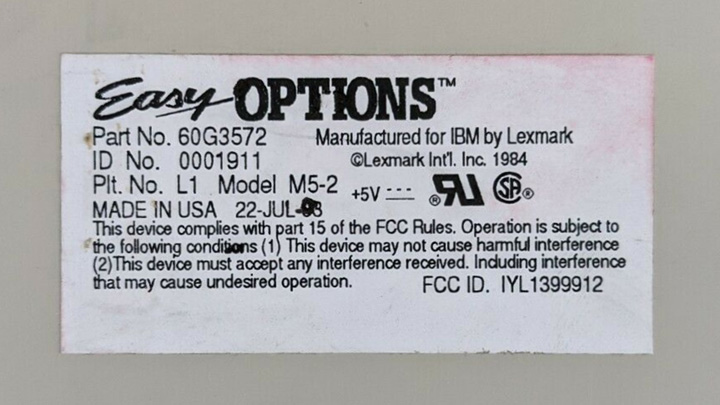 Easy OPTIONS™
Part No. 60G3572 Manufactured for IBM by Lexmark
ID No. 0001911 ©Lexmark Int'l. Inc. 1984
Plt. No. L1 Model M5-2 +5V ⎓ ®RU SP®
MADE IN USA 22-JUL-93
This device complies with part 15 of the FCC Rules. Operation is subject to
the following conditions (1) This device may not cause harmful interference
(2)This device must accept any interference received. Including interference
that may cause undesired operation. FCC ID. IYL1399912